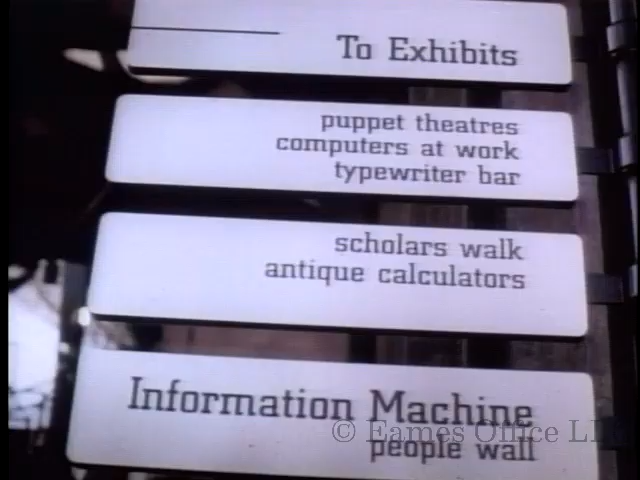 To Exhibits
puppet theatres
computers at work
typewriter bar
scholars walk
antique calculators
Information Machine
people wall
© Eames Office LLC